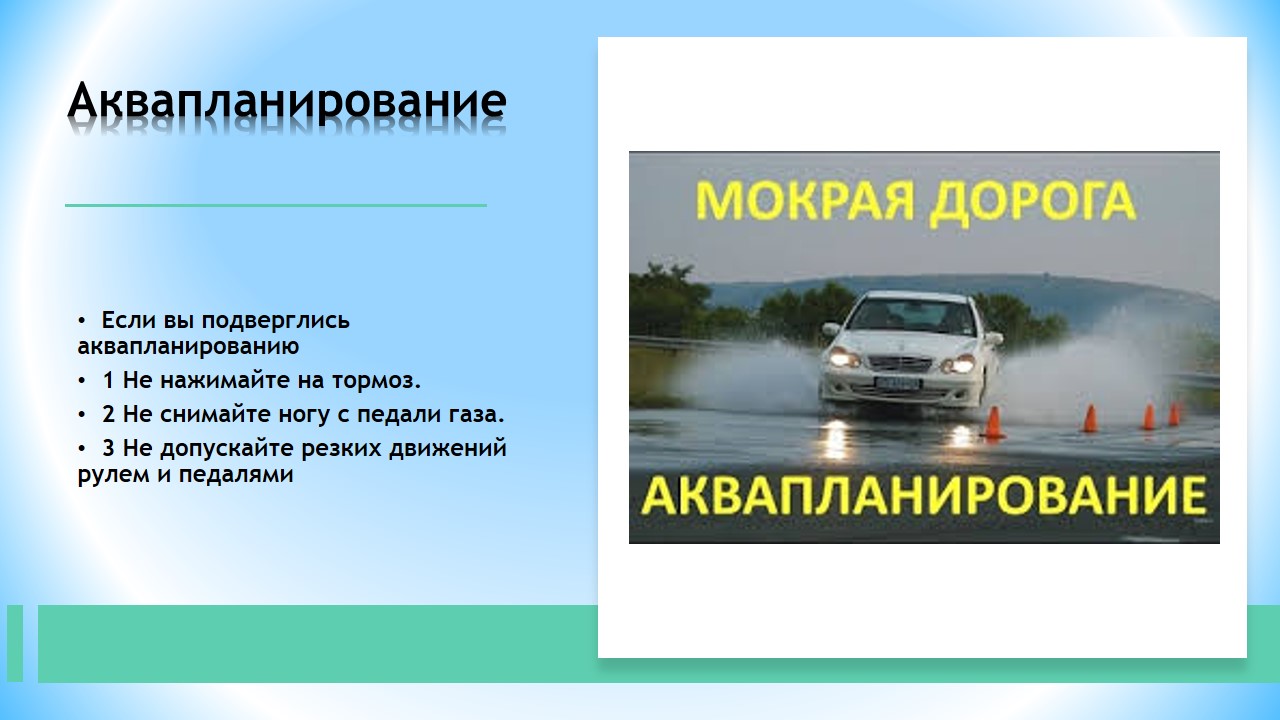 Аквапланирование
• Если вы подверглись
аквапланированию
• 1 Не нажимайте на тормоз.
• 2 Не снимайте ногу с педали газа.
• 3 Не допускайте резких движений
рулем и педалями
МОКРАЯ ДОРОГА
АКВАПЛАНИРОВАНИЕ